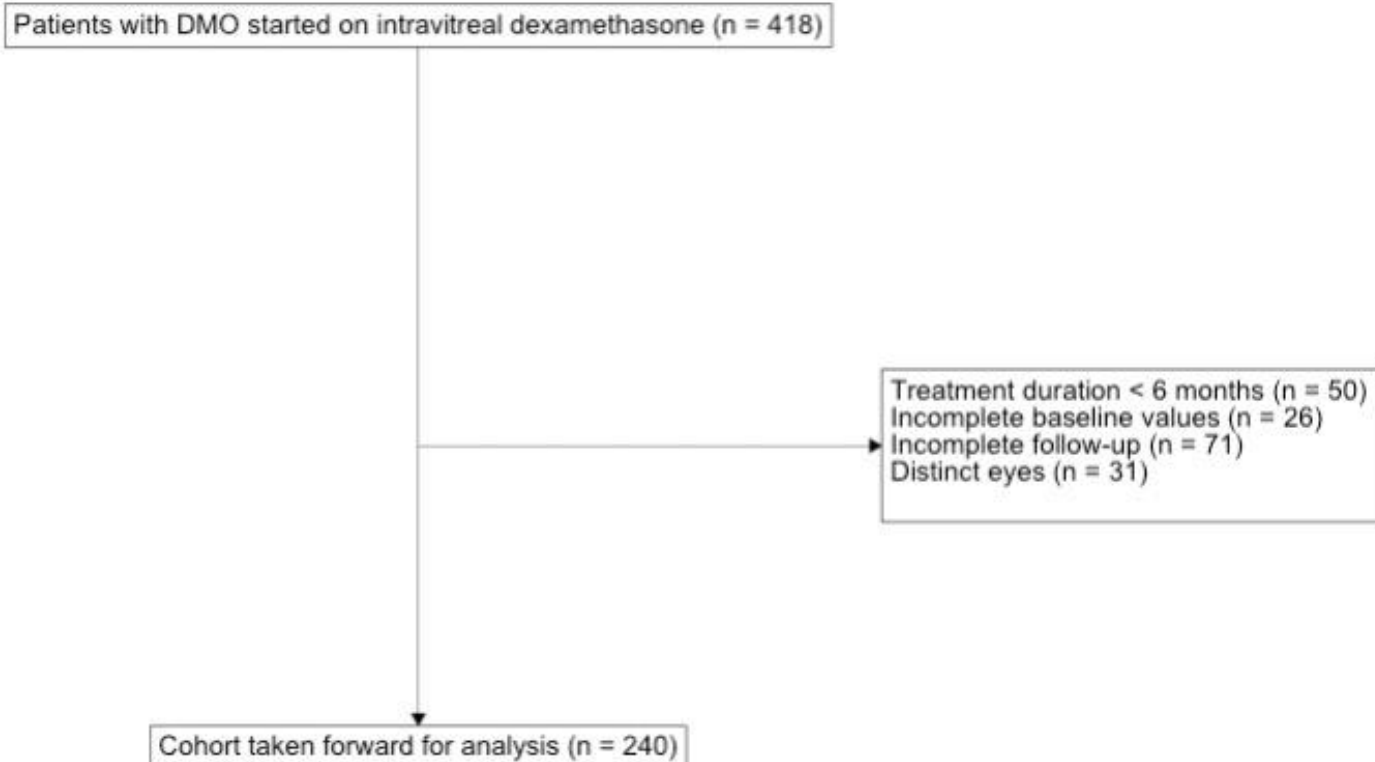 Patients with DMO started on intravitreal dexamethasone (n = 418)
Treatment duration < 6 months (n = 50)
Incomplete baseline values (n = 26)
Incomplete follow-up (n = 71)
Distinct eyes (n = 31)
Cohort taken forward for analysis (n = 240)